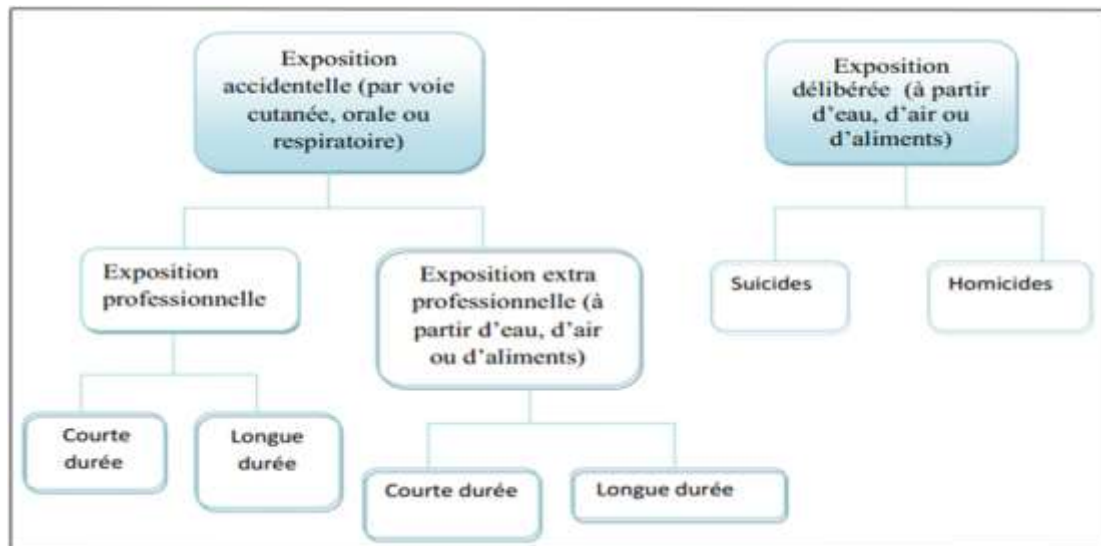 Exposition
accidentelle (par voie
cutanée, orale ou
respiratoire)
Exposition
délibérée (à partir
d'eau, d'air ou
d'aliments)
Exposition
professionnelle
Exposition extra
professionnelle (à
partir d'eau, d'air
ou d'aliments)
Suicides
Homicides
Courte
durée
Longue
durée
Courte durée
Longue durée